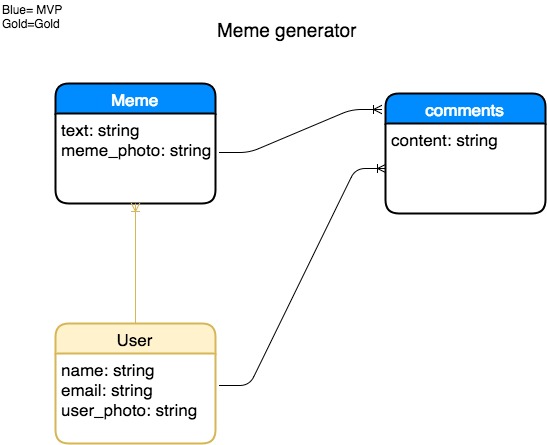 Blue= MVP
Gold=Gold
Meme generator
Meme
text: string
meme_photo: string
comments
content: string
User
name: string
email: string
user_photo: string